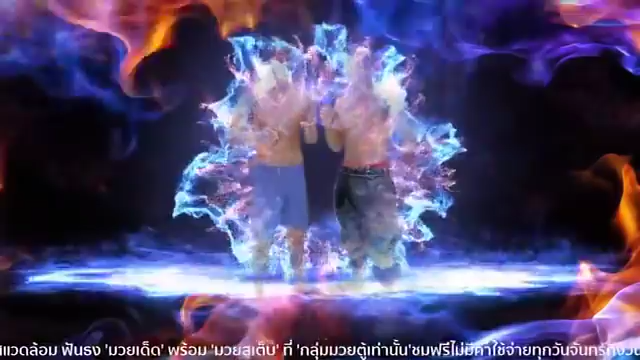 แวดล้อม ฟันธง 'มวยเด็ด' พร้อม 'มวยสูเต็บ' ที่ 'กลุ่มมวยตู้เท่านั้น'ชมฟรีไม่มีค่าใช้จ่ายทุกวันจันทร์